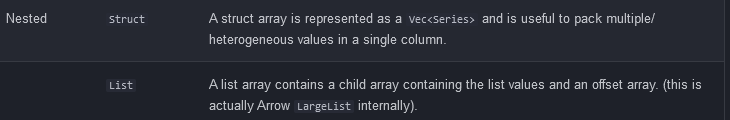 Nested Struct A struct array is represented as a Vec<Series> and is useful to pack multiple/
heterogeneous values in a single column.
List A list array contains a child array containing the list values and an offset array. (this is
actually Arrow LargeList internally).